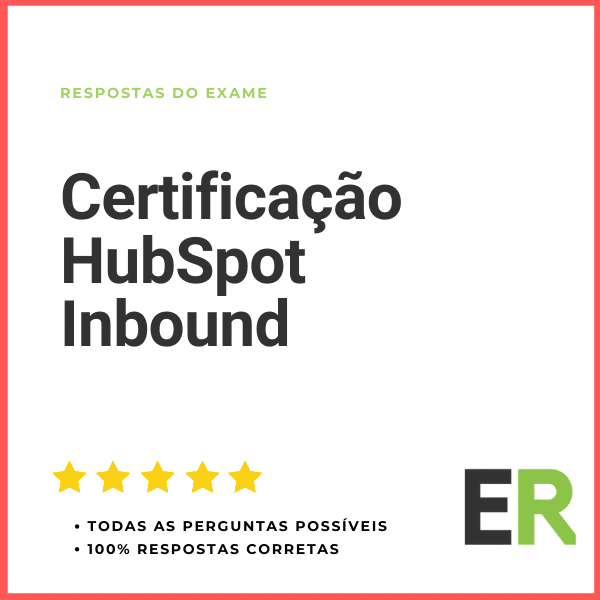 RESPOSTAS DO EXAME
Certificação
HubSpot
Inbound
• TODAS AS PERGUNTAS POSSÍVEIS
• 100% RESPOSTAS CORRETAS
ER